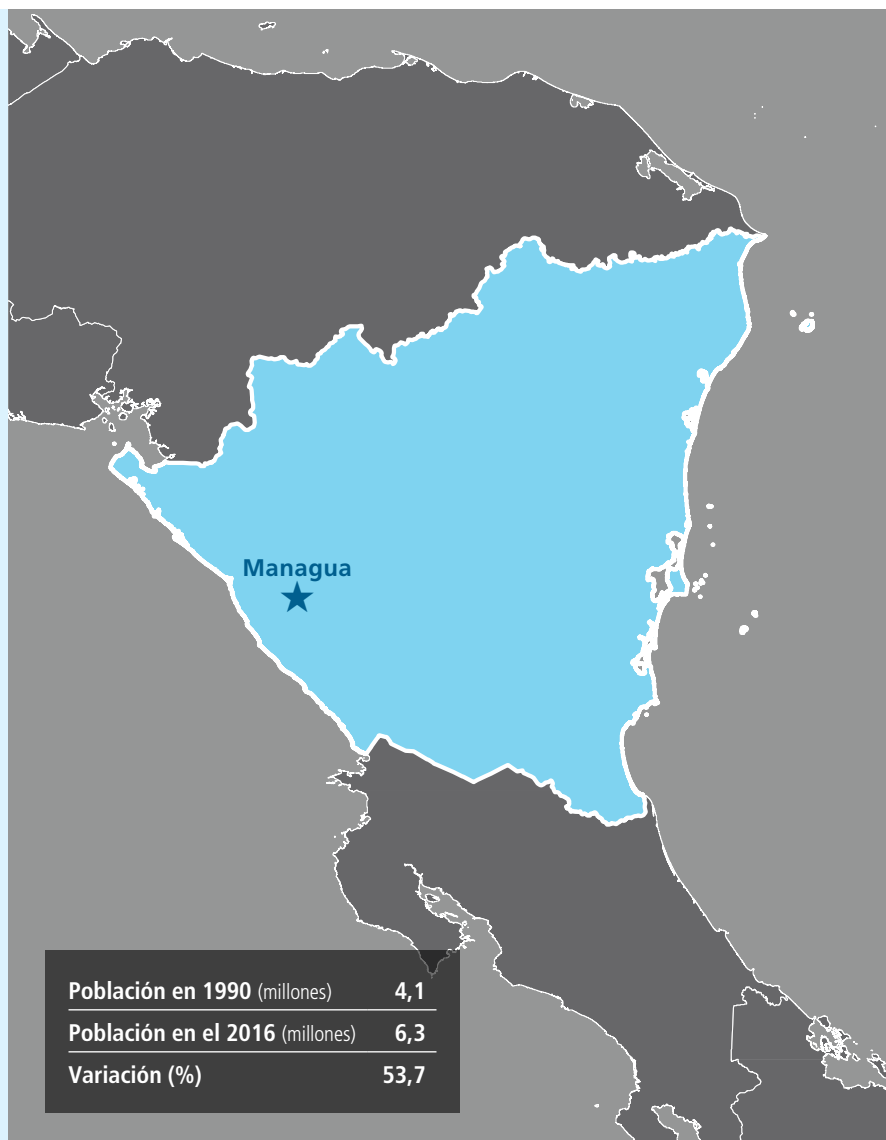 Managua
Población en 1990 (millones) 4,1
Población en el 2016 (millones) 6,3
Variación (%) 53,7